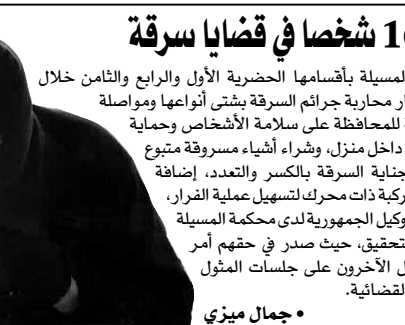 1 شخصا في قضايا سرقة
المسيلة بأقسامها الحضرية الأول والرابع والثامن خلال
ار محاربة جرائم السرقة بشتى أنواعها ومواصلة
للمحافظة على سلامة الأشخاص وحماية
داخل منزل، وشراء أشياء مسروقة متبوع
جناية السرقة بالكسر والتعدد، إضافة
ركبة ذات محرك لتسهيل عملية الفرار،
وكيل الجمهورية لدى محكمة المسيلة
تحقيق، حيث صدر في حقهم أمر
ل الآخرون على جلسات المثول
لقضائية.
• جمال ميزي